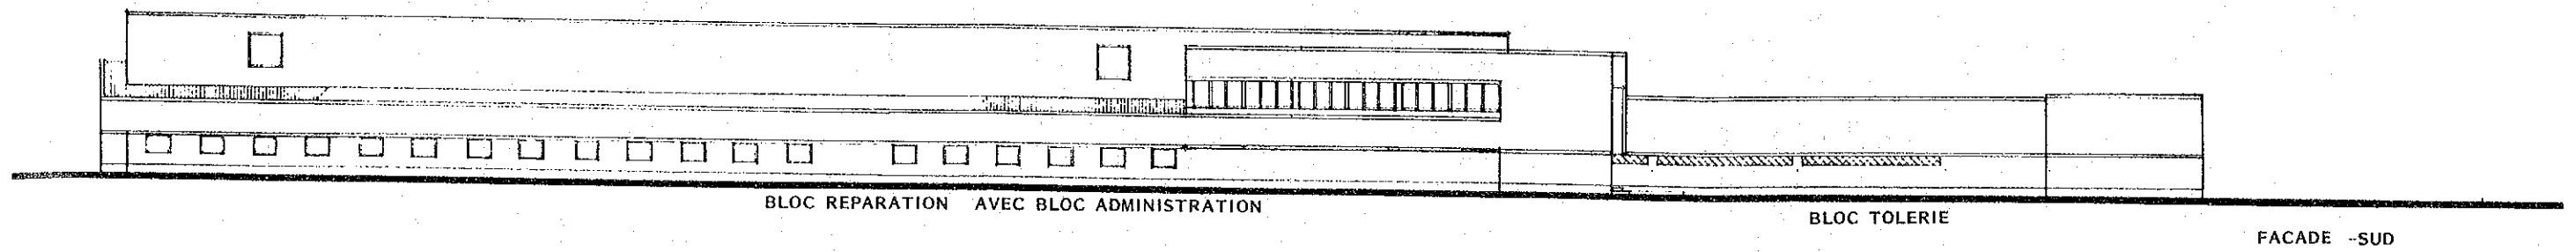 BLOC REPARATION AVEC BLOC ADMINISTRATION
BLOC TOLERIE
FACADE -SUD